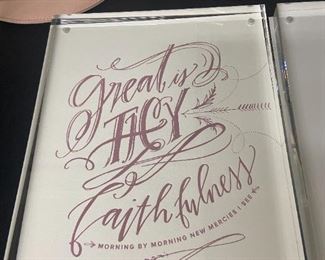 great is
THY
faithfulness
MORNING BY MORNING NEW MERCIES I SEE